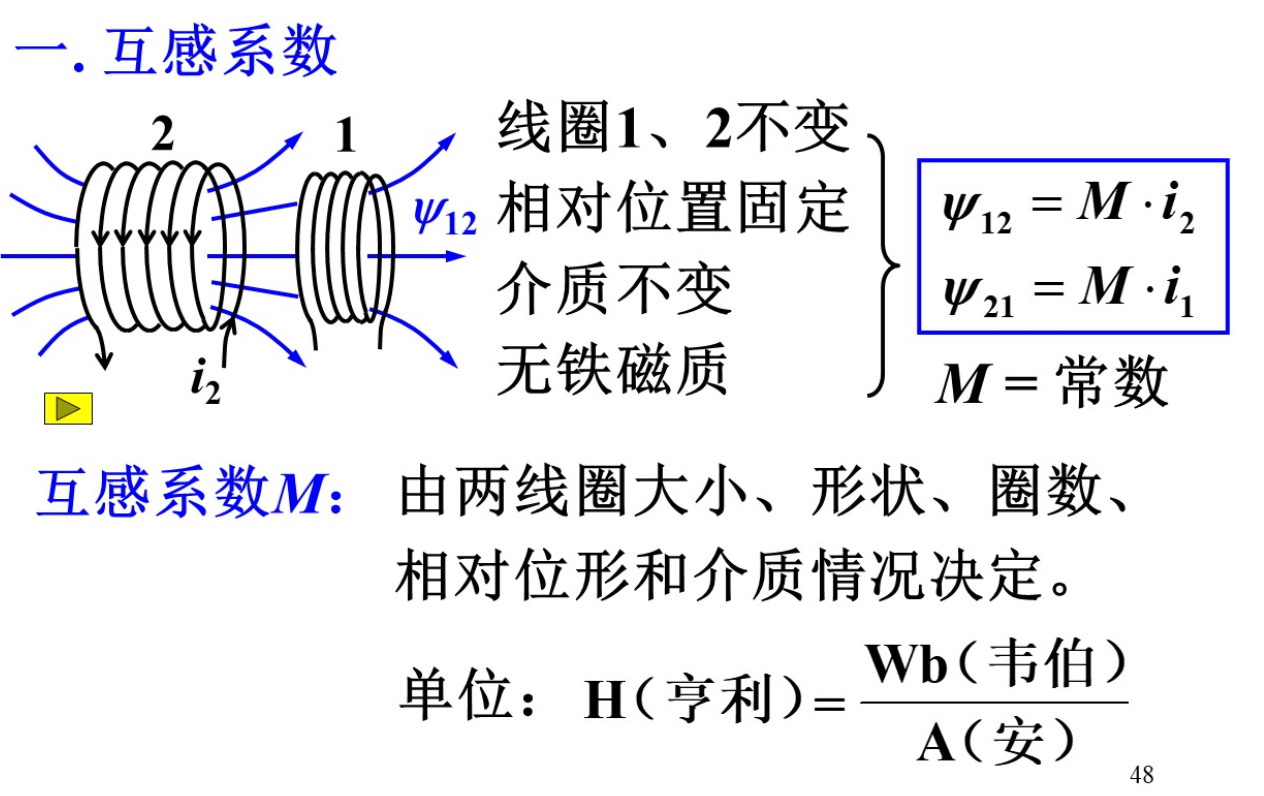 一. 互感系数
2
1
ψ12
i2
线圈1、2不变
相对位置固定
介质不变
无铁磁质
ψ12 = M · i2
ψ21 = M · i1
M = 常数
互感系数M： 由两线圈大小、形状、圈数、
相对位形和介质情况决定。
单位： H（亨利）= Wb（韦伯）
A（安）
48